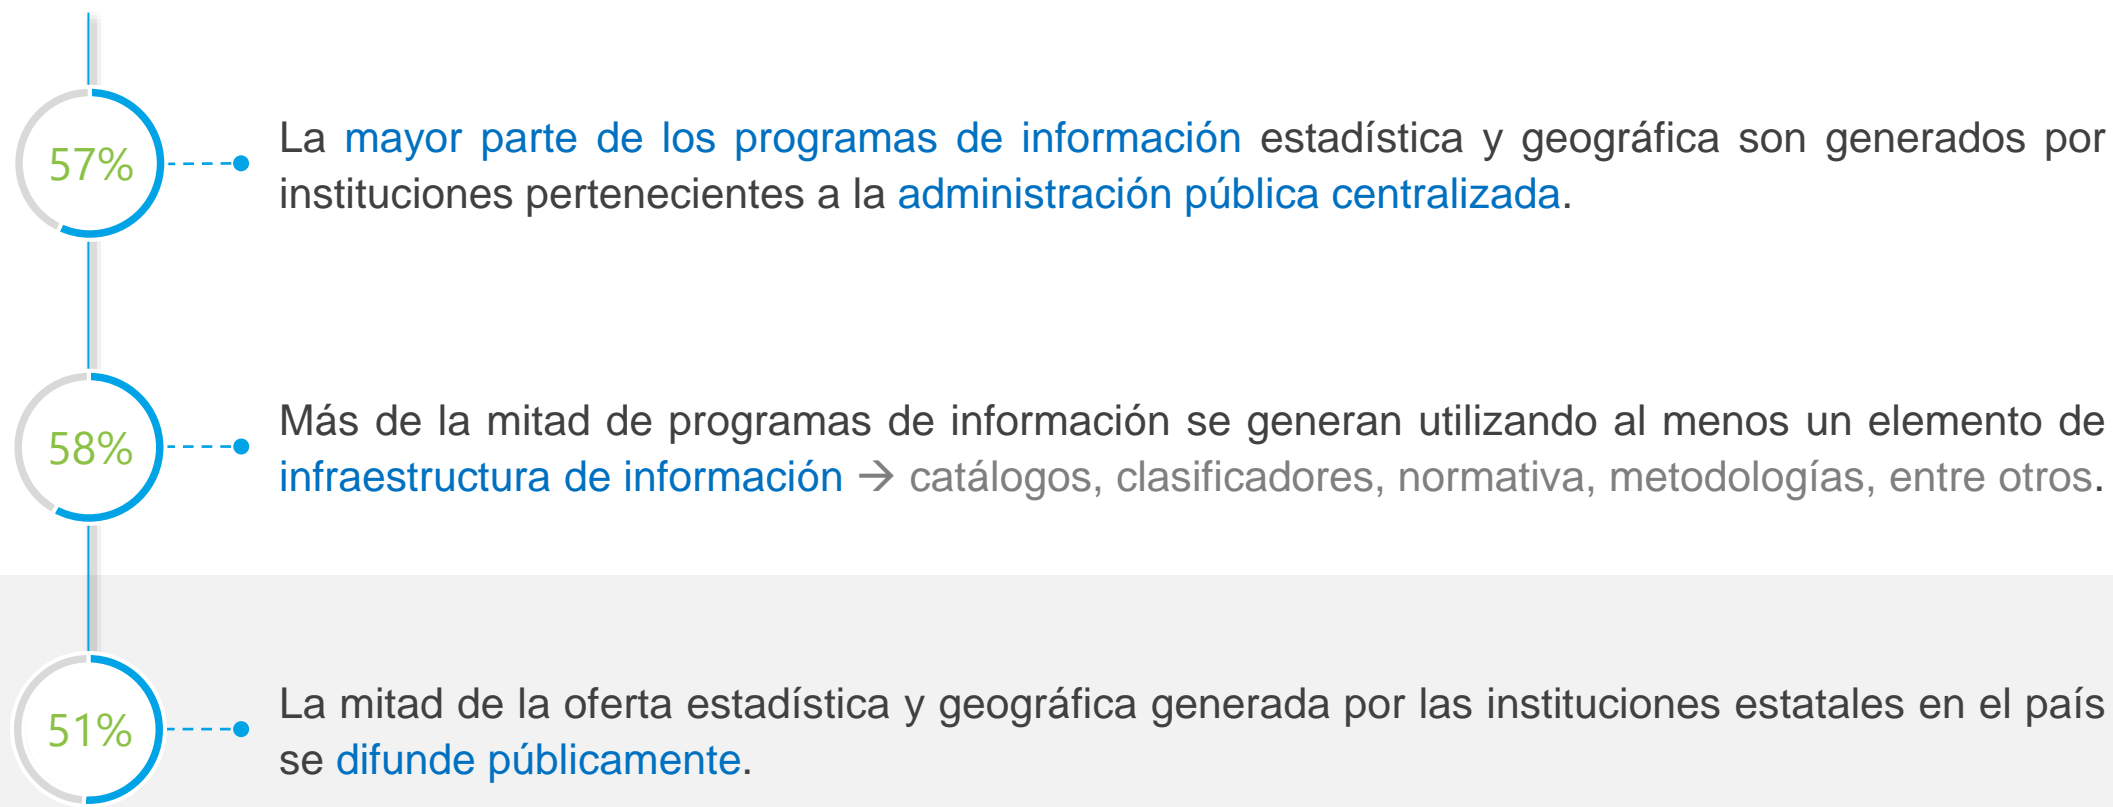 57%
La mayor parte de los programas de información estadística y geográfica son generados por
instituciones pertenecientes a la administración pública centralizada.
58%
Más de la mitad de programas de información se generan utilizando al menos un elemento de
infraestructura de información → catálogos, clasificadores, normativa, metodologías, entre otros.
51%
La mitad de la oferta estadística y geográfica generada por las instituciones estatales en el país
se difunde públicamente.